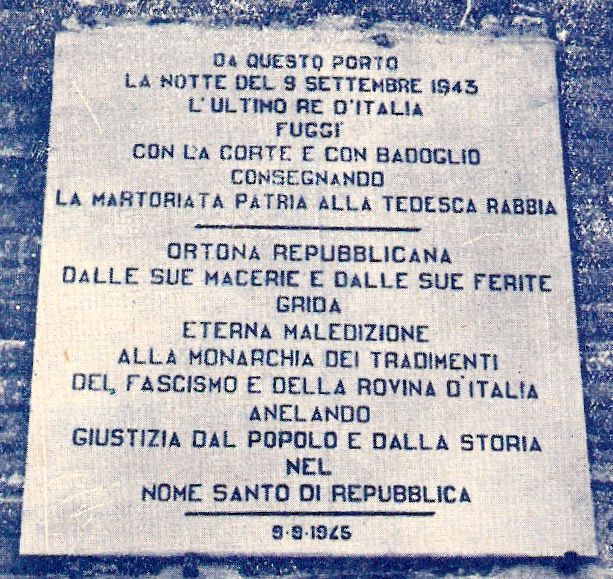 DA QUESTO PORTO
LA NOTTE DEL 9 SETTEMBRE 1943
L'ULTIMO RE D'ITALIA
FUGGI'
CON LA CORTE E CON BADOGLIO
CONSEGNANDO
LA MARTORIATA PATRIA ALLA TEDESCA RABBIA
ORTONA REPUBBLICANA
DALLE SUE MACERIE E DALLE SUE FERITE
GRIDA
ETERNA MALEDIZIONE
ALLA MONARCHIA DEI TRADIMENTI
DEL FASCISMO E DELLA ROVINA D'ITALIA
ANELANDO
GIUSTIZIA DAL POPOLO E DALLA STORIA
NEL
NOME SANTO DI REPUBBLICA
9·9·1945